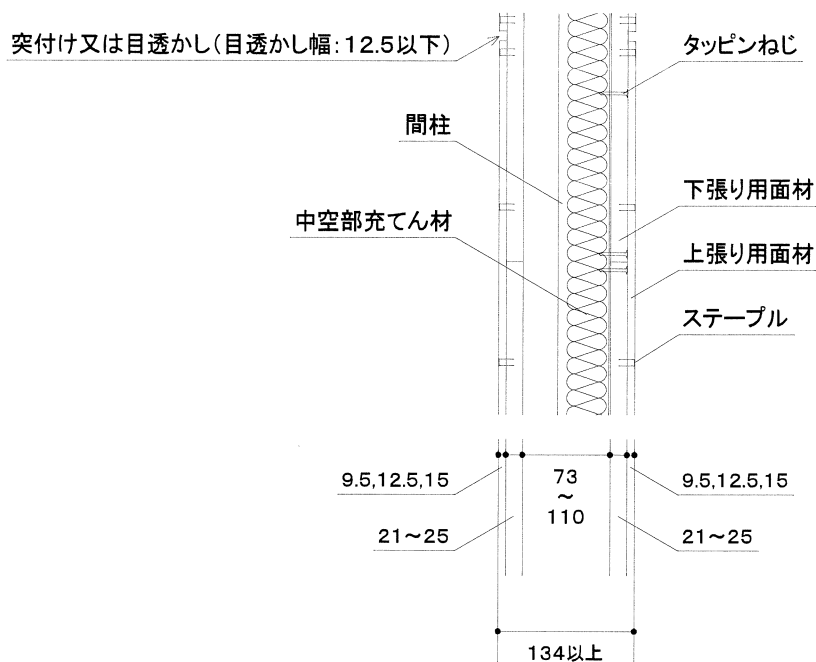 突付け又は目透かし(目透かし幅:12.5以下)
タッピンねじ
間柱
下張り用面材
中空部充てん材
上張り用面材
ステープル
9.5,12.5,15
73
～
110
9.5,12.5,15
21～25
21～25
134以上